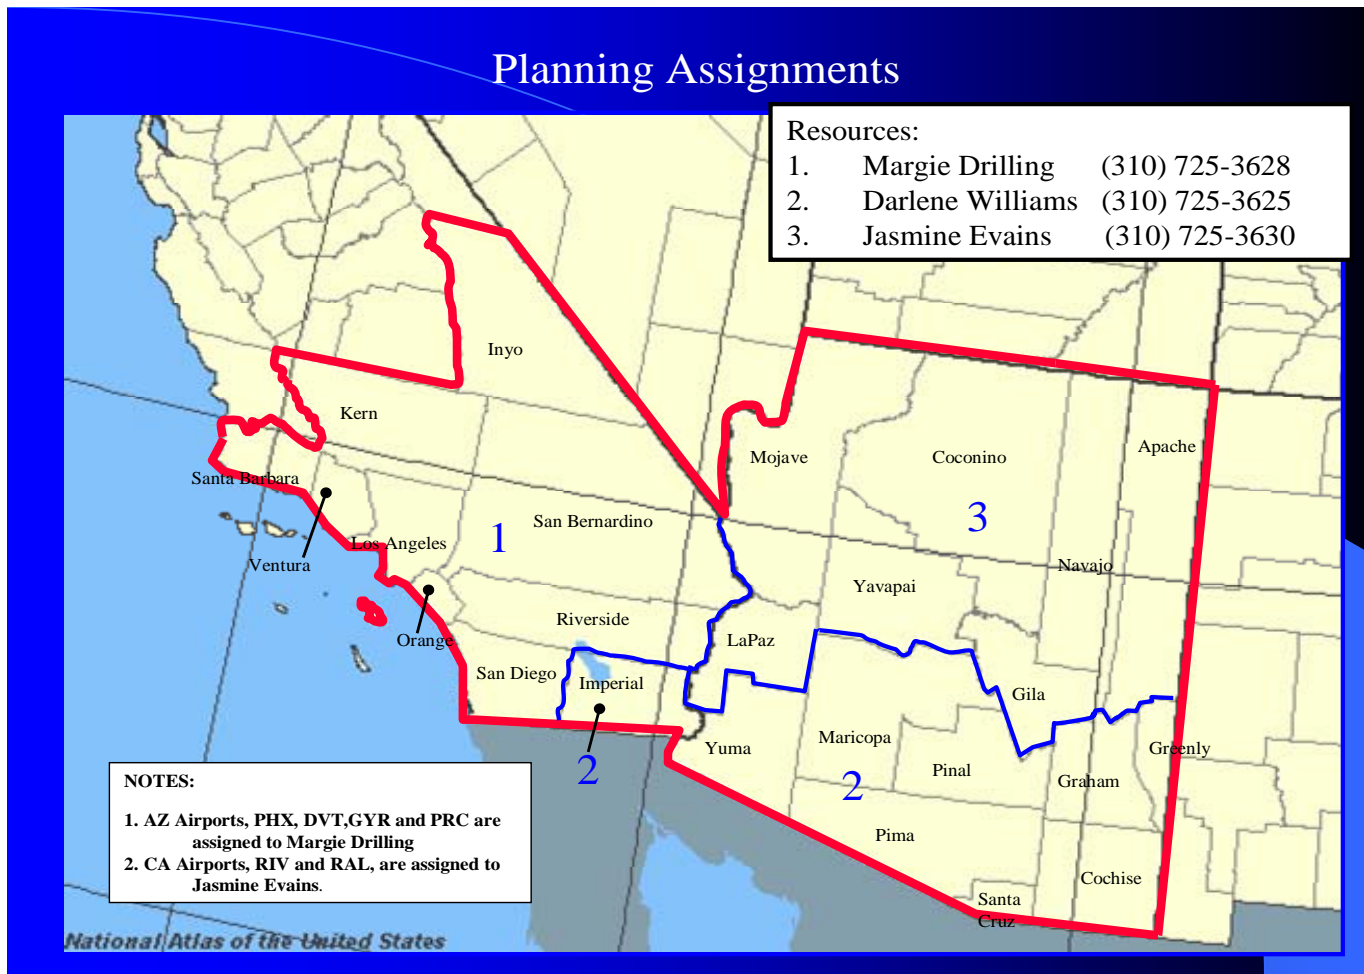 Planning Assignments
Resources:
1. Margie Drilling (310) 725-3628
2. Darlene Williams (310) 725-3625
3. Jasmine Evains (310) 725-3630
Inyo
Kern
Mojave
Coconino
Apache
Santa Barbara
San Bernardino
1
3
Los Angeles
Ventura
Navajo
Yavapai
Riverside
Orange
LaPaz
San Diego
Imperial
Gila
Yuma
Maricopa
Greenly
2
Pinal
Graham
2
Pima
Cochise
Santa
Cruz
NOTES:
1. AZ Airports, PHX, DVT,GYR and PRC are
assigned to Margie Drilling
2. CA Airports, RIV and RAL, are assigned to
Jasmine Evains.
National Atlas of the United States